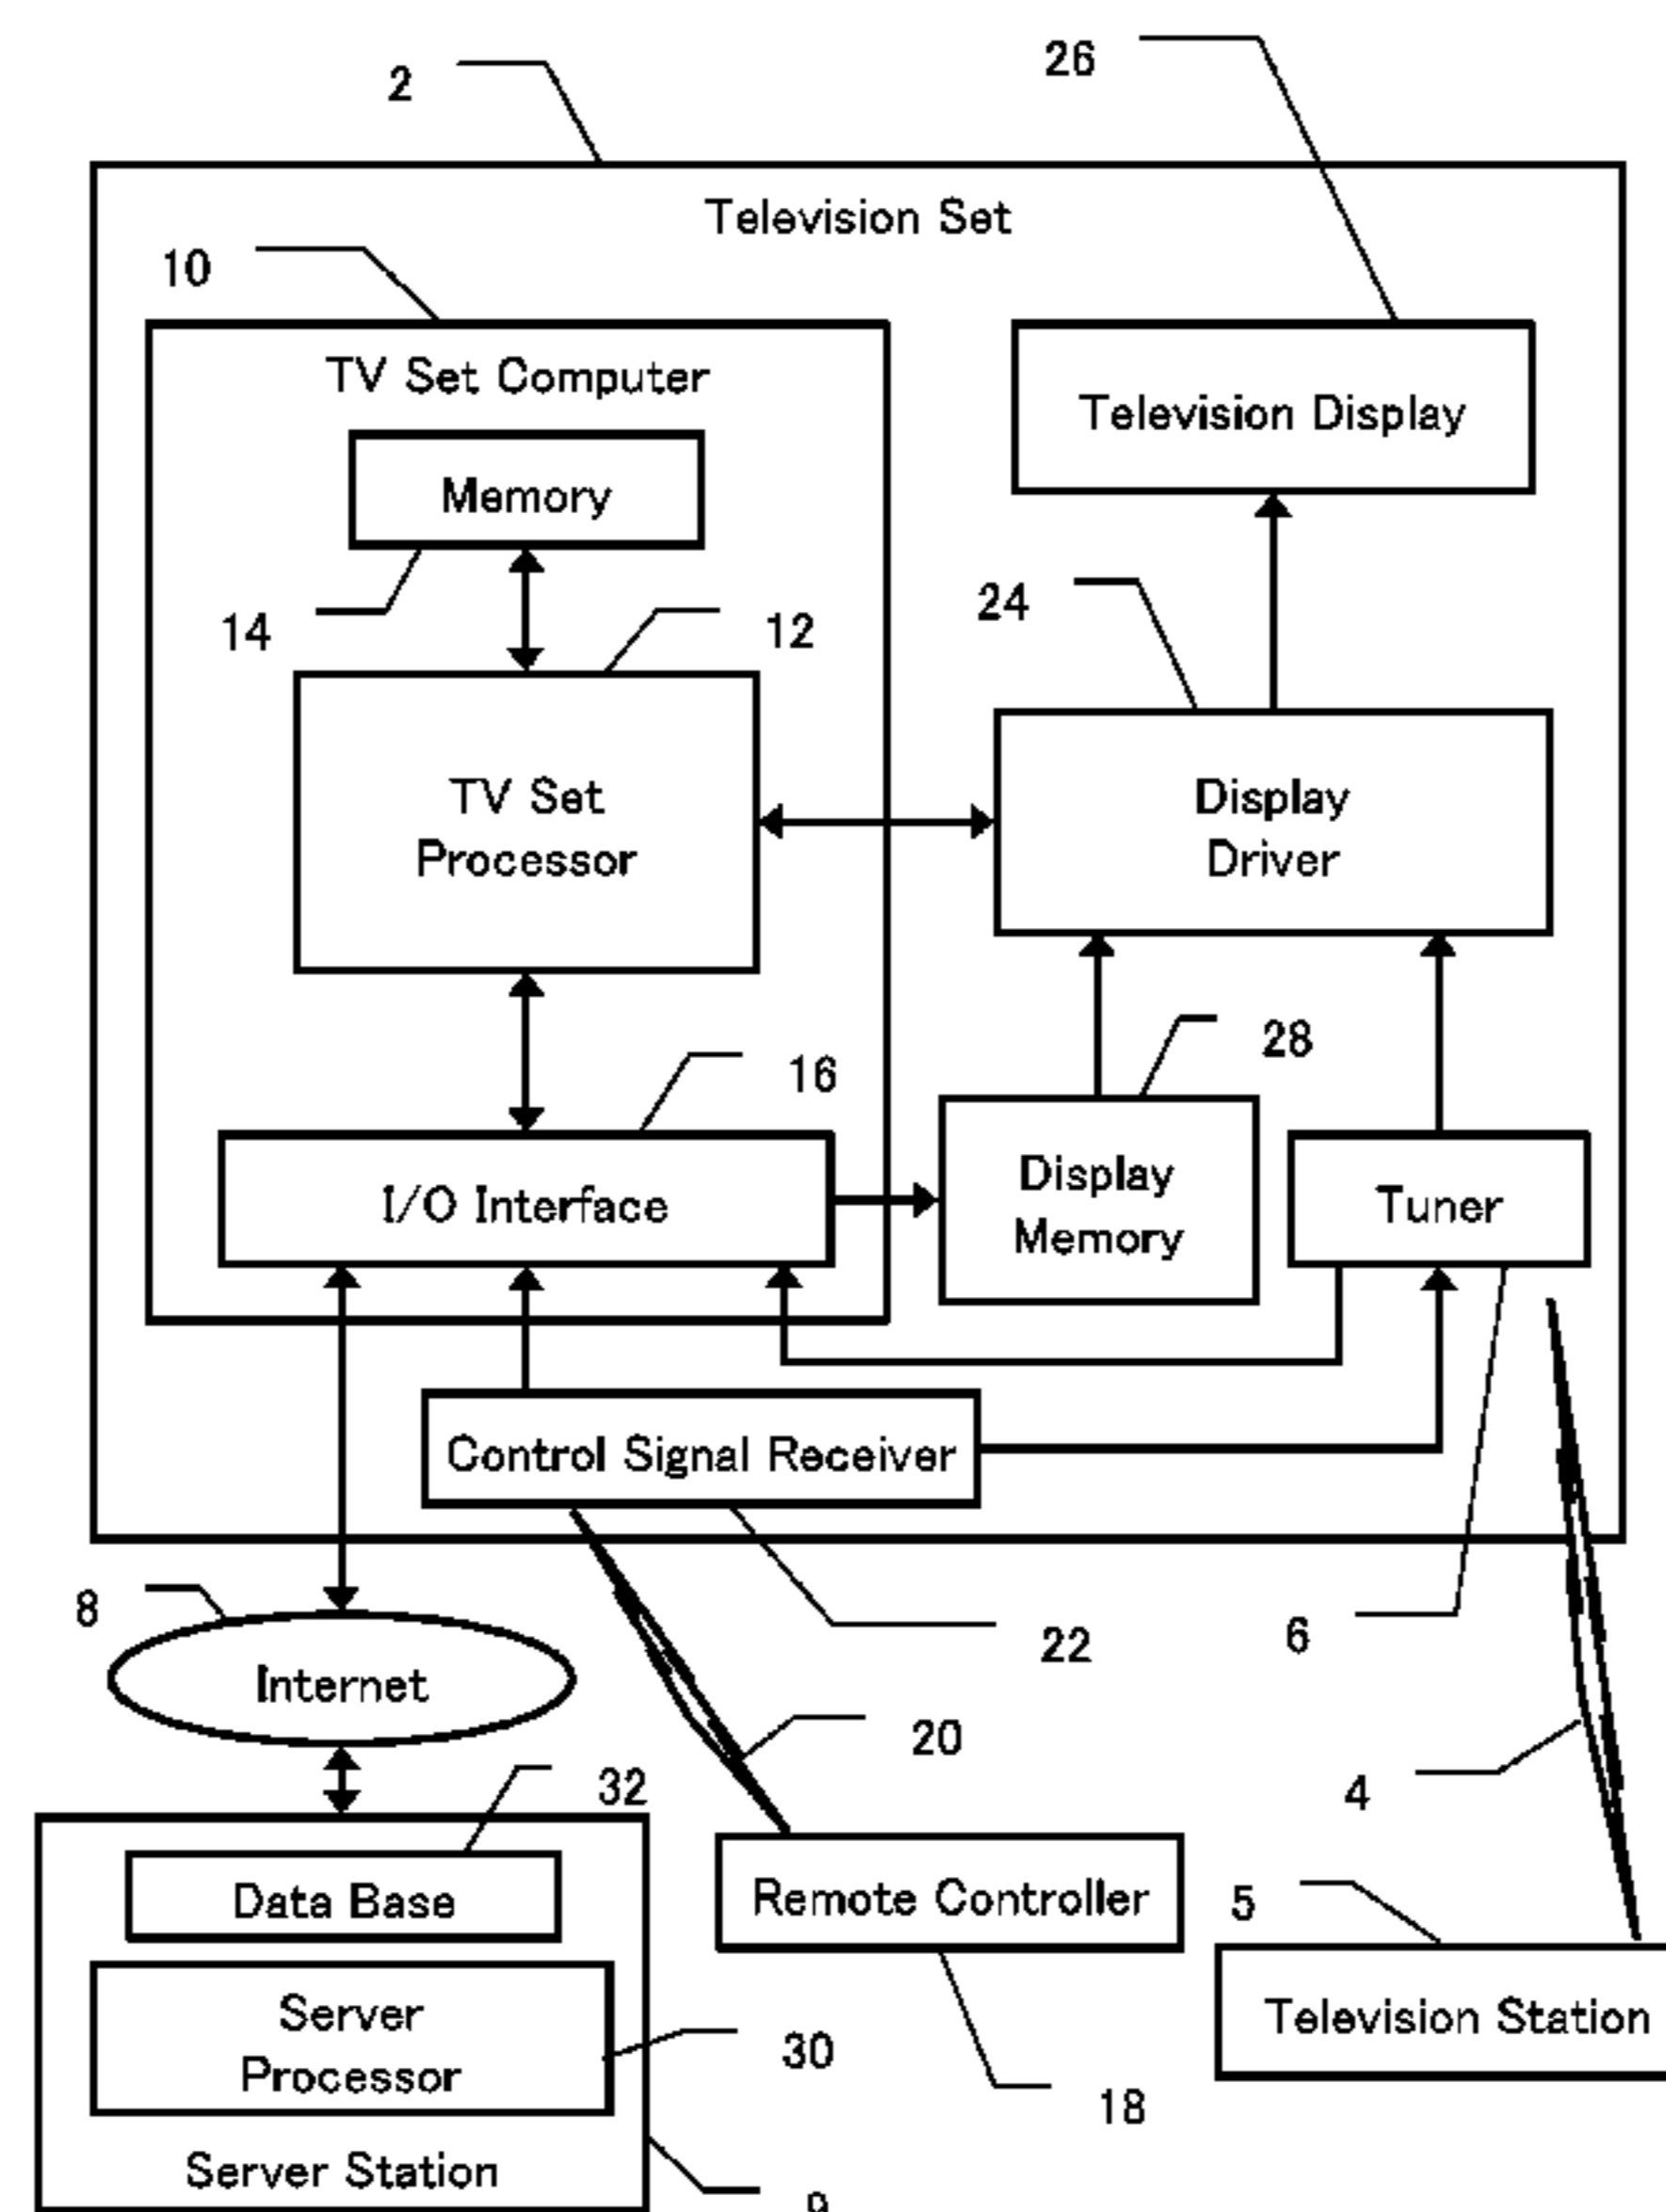 2
26
Television Set
10
TV Set Computer
Television Display
Memory
14
12
24
TV Set
Processor
Display
Driver
16
28
I/O Interface
Display
Memory
Tuner
Control Signal Receiver
8
22
6
Internet
20
32
4
Data Base
Remote Controller
5
Server
Processor
30
Television Station
18
Server Station
9